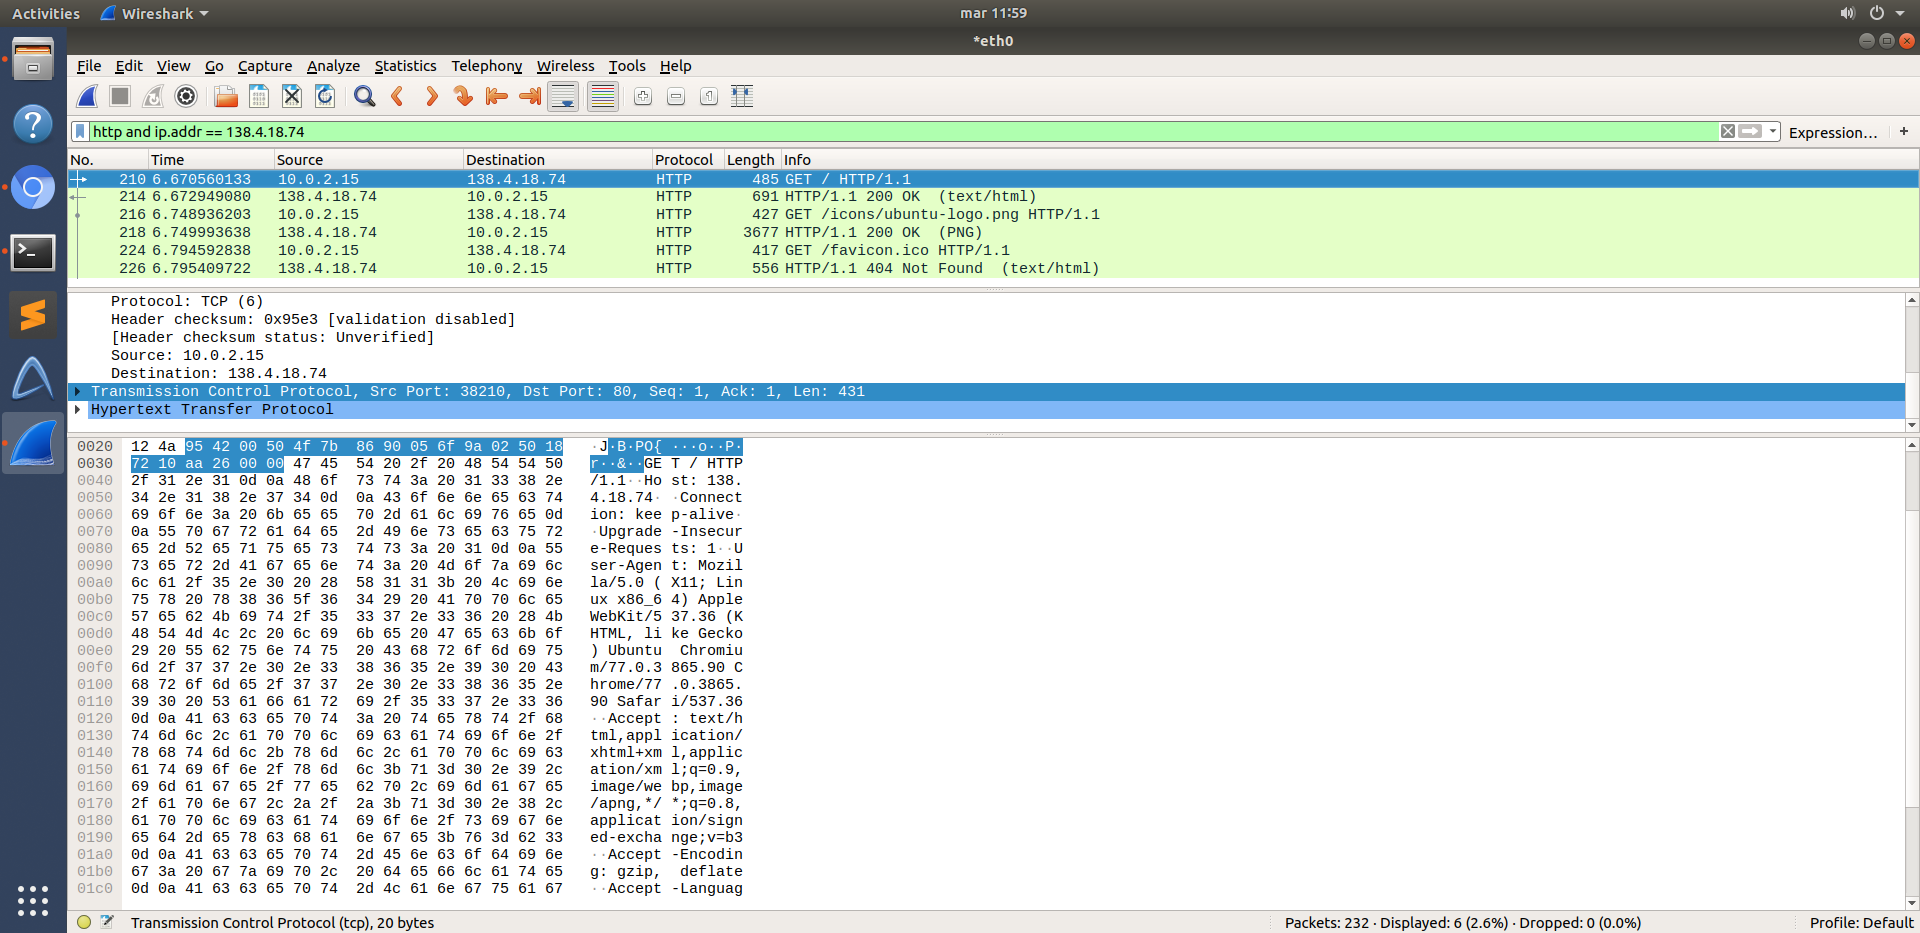 Activities Wireshark mar 11:59
*eth0
File Edit View Go Capture Analyze Statistics Telephony Wireless Tools Help
http and ip.addr == 138.4.18.74 Expression… +
No. Time Source Destination Protocol Length Info
210 6.670560133 10.0.2.15 138.4.18.74 HTTP 485 GET / HTTP/1.1
214 6.672949080 138.4.18.74 10.0.2.15 HTTP 691 HTTP/1.1 200 OK (text/html)
216 6.748936203 10.0.2.15 138.4.18.74 HTTP 427 GET /icons/ubuntu-logo.png HTTP/1.1
218 6.749993638 138.4.18.74 10.0.2.15 HTTP 3677 HTTP/1.1 200 OK (PNG)
224 6.794592838 10.0.2.15 138.4.18.74 HTTP 417 GET /favicon.ico HTTP/1.1
226 6.795409722 138.4.18.74 10.0.2.15 HTTP 556 HTTP/1.1 404 Not Found (text/html)
Protocol: TCP (6)
Header checksum: 0x95e3 [validation disabled]
[Header checksum status: Unverified]
Source: 10.0.2.15
Destination: 138.4.18.74
Transmission Control Protocol, Src Port: 38210, Dst Port: 80, Seq: 1, Ack: 1, Len: 431
Hypertext Transfer Protocol
0020 12 4a 95 42 00 50 4f 7b 86 90 05 6f 9a 02 50 18 ·J·B·PO{ ···o··P·
0030 72 10 aa 26 00 00 47 45 54 20 2f 20 48 54 54 50 r··&··GE T / HTTP
0040 2f 31 2e 31 0d 0a 48 6f 73 74 3a 20 31 33 38 2e /1.1··Ho st: 138.
0050 34 2e 31 38 2e 37 34 0d 0a 43 6f 6e 6e 65 63 74 4.18.74· ·Connect
0060 69 6f 6e 3a 20 6b 65 65 70 2d 61 6c 69 76 65 0d ion: kee p-alive·
0070 0a 55 70 67 72 61 64 65 2d 49 6e 73 65 63 75 72 ·Upgrade -Insecur
0080 65 2d 52 65 71 75 65 73 74 73 3a 20 31 0d 0a 55 e-Reques ts: 1··U
0090 73 65 72 2d 41 67 65 6e 74 3a 20 4d 6f 7a 69 6c ser-Agen t: Mozil
00a0 6c 61 2f 35 2e 30 20 28 58 31 31 3b 20 4c 69 6e la/5.0 ( X11; Lin
00b0 75 78 20 78 38 36 5f 36 34 29 20 41 70 70 6c 65 ux x86_6 4) Apple
00c0 57 65 62 4b 69 74 2f 35 33 37 2e 33 36 20 28 4b WebKit/5 37.36 (K
00d0 48 54 4d 4c 2c 20 6c 69 6b 65 20 47 65 63 6b 6f HTML, li ke Gecko
00e0 29 20 55 62 75 6e 74 75 20 43 68 72 6f 6d 69 75 ) Ubuntu Chromiu
00f0 6d 2f 37 37 2e 30 2e 33 38 36 35 2e 39 30 20 43 m/77.0.3 865.90 C
0100 68 72 6f 6d 65 2f 37 37 2e 30 2e 33 38 36 35 2e hrome/77 .0.3865.
0110 39 30 20 53 61 66 61 72 69 2f 35 33 37 2e 33 36 90 Safar i/537.36
0120 0d 0a 41 63 63 65 70 74 3a 20 74 65 78 74 2f 68 ··Accept : text/h
0130 74 6d 6c 2c 61 70 70 6c 69 63 61 74 69 6f 6e 2f tml,appl ication/
0140 78 68 74 6d 6c 2b 78 6d 6c 2c 61 70 70 6c 69 63 xhtml+xm l,applic
0150 61 74 69 6f 6e 2f 78 6d 6c 3b 71 3d 30 2e 39 2c ation/xm l;q=0.9,
0160 69 6d 61 67 65 2f 77 65 62 70 2c 69 6d 61 67 65 image/we bp,image
0170 2f 61 70 6e 67 2c 2a 2f 2a 3b 71 3d 30 2e 38 2c /apng,*/ *;q=0.8,
0180 61 70 70 6c 69 63 61 74 69 6f 6e 2f 73 69 67 6e applicat ion/sign
0190 65 64 2d 65 78 63 68 61 6e 67 65 3b 76 3d 62 33 ed-excha nge;v=b3
01a0 0d 0a 41 63 63 65 70 74 2d 45 6e 63 6f 64 69 6e ··Accept -Encodin
01b0 67 3a 20 67 7a 69 70 2c 20 64 65 66 6c 61 74 65 g: gzip, deflate
01c0 0d 0a 41 63 63 65 70 74 2d 4c 61 6e 67 75 61 67 ··Accept -Languag
Transmission Control Protocol (tcp), 20 bytes Packets: 232 · Displayed: 6 (2.6%) · Dropped: 0 (0.0%) Profile: Default